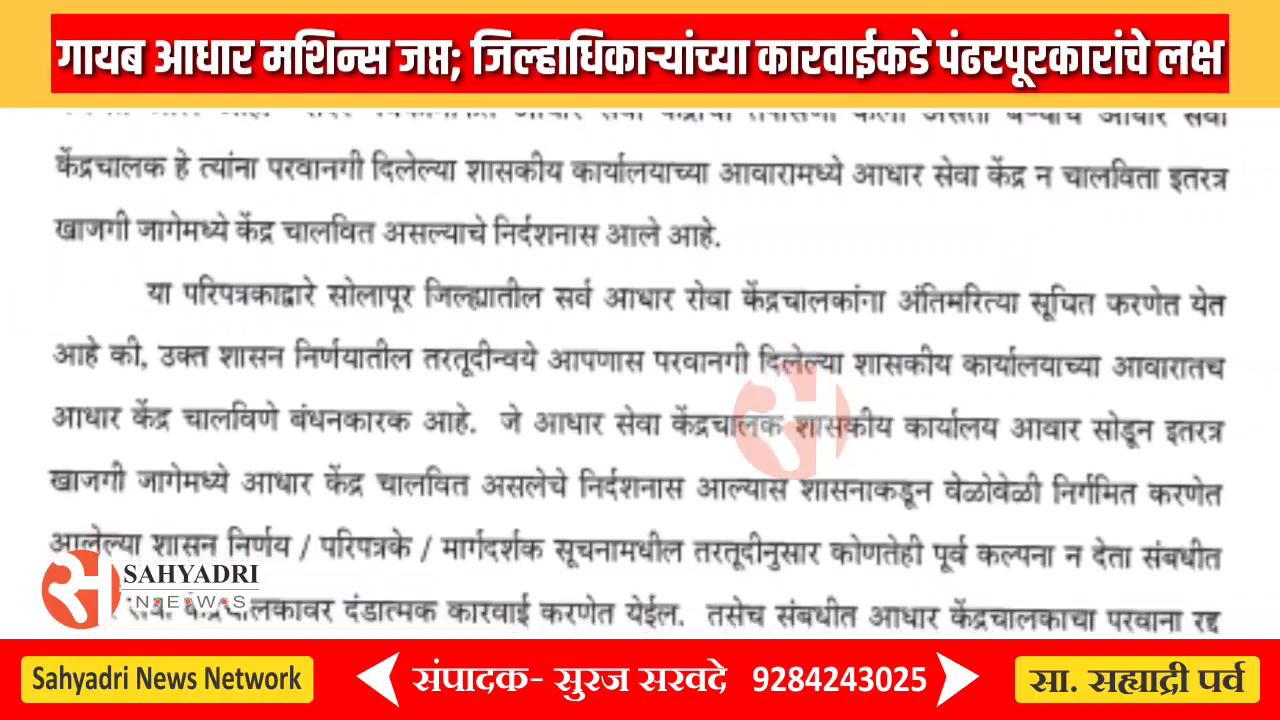 गायब आधार मशिन्स जप्त; जिल्हाधिकाऱ्यांच्या कारवाईकडे पंढरपूरकारांचे लक्ष
केंद्रचालक हे त्यांना परवानगी दिलेल्या शासकीय कार्यालयाच्या आवारामध्ये आधार सेवा केंद्र न चालविता इतरत्र
खाजगी जागेमध्ये केंद्र चालवित असल्याचे निर्दशनास आले आहे.
या परिपत्रकाद्वारे सोलापूर जिल्ह्यातील सर्व आधार रोवा केंद्रचालकांगा अंतिमरित्या सूचित करणेत येत
आहे की, उक्त शासन निर्णयातील तरतूदीन्वये आपणास परवानगी दिलेल्या शासकीय कार्यालयाच्या आवारातच
आधार केंद्र चालविणे बंधनकारक आहे. जे आधार सेवा केंद्रचालक शासकीय कार्यालय आवार सोडून इतरत्र
खाजगी जागेमध्ये आधार केंद्र चालवित असलेचे निर्दशनास आल्यास शासनाकडून वेळोवेळी निर्गमित करणेत
आलेल्या शासन निर्णय / परिपत्रके / मार्गदर्शक सूचनामधील तरतूदीनुसार कोणतेही पूर्व कल्पना न देता संबधीत
केंद्रचालकावर दंडात्मक कारवाई करणेत येईल. तसेच संबधीत आधार केंद्रचालकाचा परवाना रद्द
SAHYADRI
NEWS
Sahyadri News Network संपादक- सुरज सरवदे 9284243025 सा. सह्याद्री पर्व